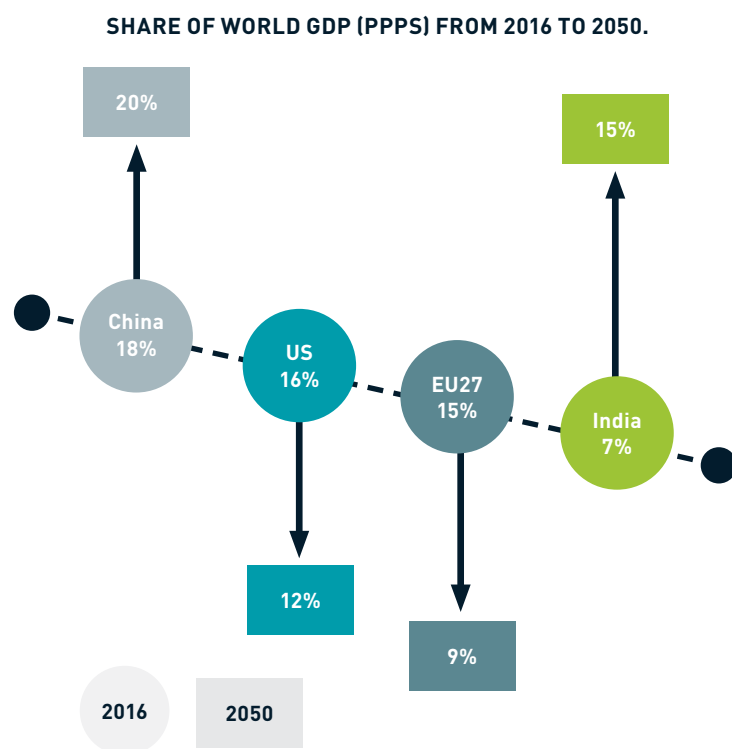 SHARE OF WORLD GDP (PPPS) FROM 2016 TO 2050.
20%
15%
China
18%
US
16%
EU27
15%
India
7%
12%
9%
2016
2050